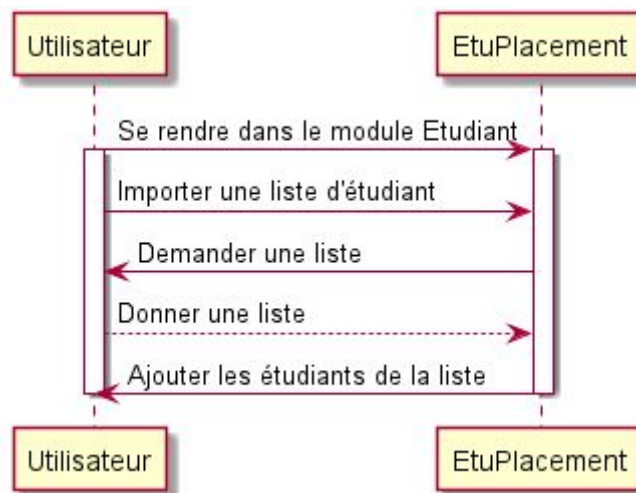 Utilisateur
EtuPlacement
Se rendre dans le module Etudiant
Importer une liste d'étudiant
Demander une liste
Donner une liste
Ajouter les étudiants de la liste
Utilisateur
EtuPlacement